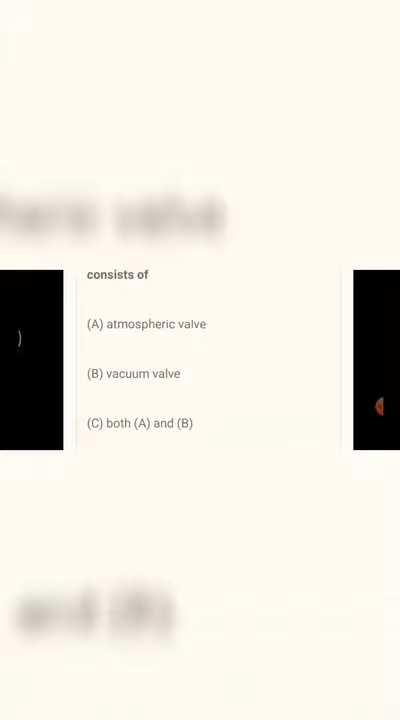 consists of
(A) atmospheric valve
(B) vacuum valve
(C) both (A) and (B)